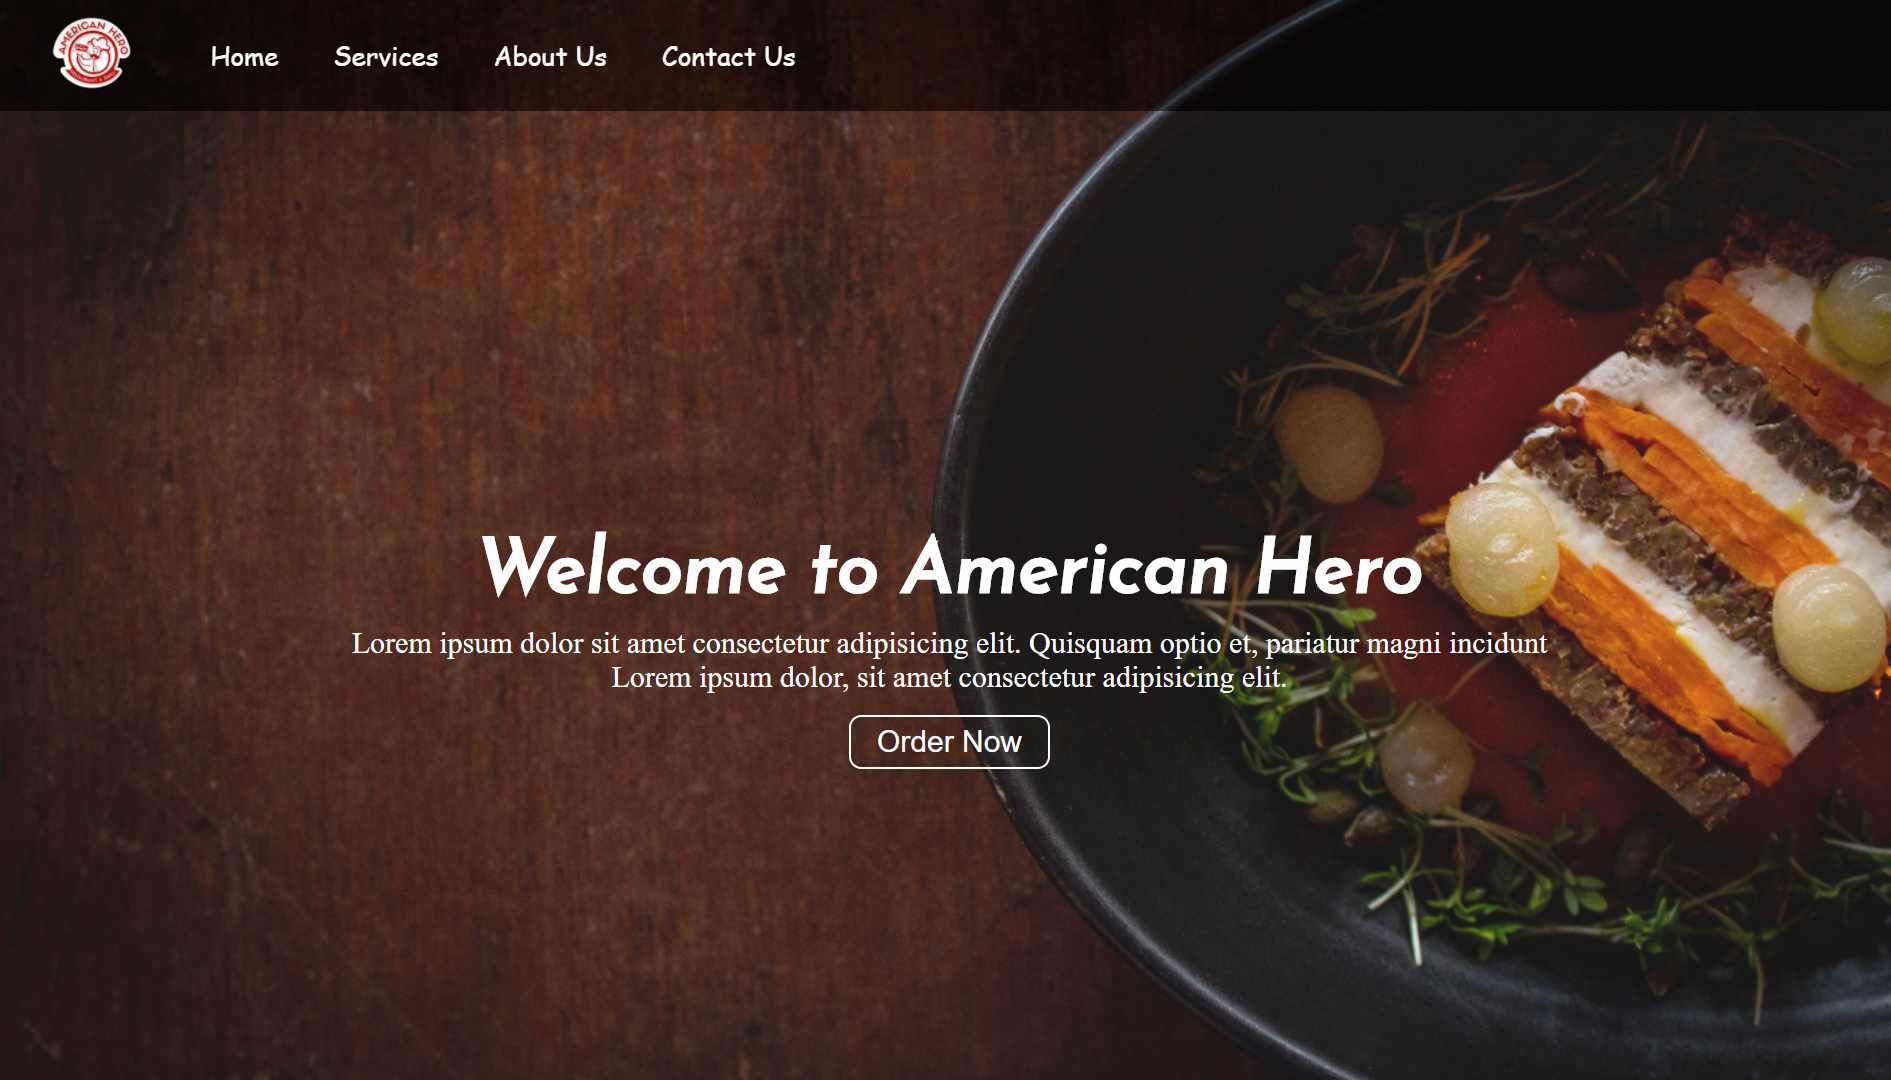 AMERICAN HERO
Home
Services
About Us
Contact Us
Welcome to American Hero
Lorem ipsum dolor sit amet consectetur adipisicing elit. Quisquam optio et, pariatur magni incidunt
Lorem ipsum dolor, sit amet consectetur adipisicing elit.
Order Now